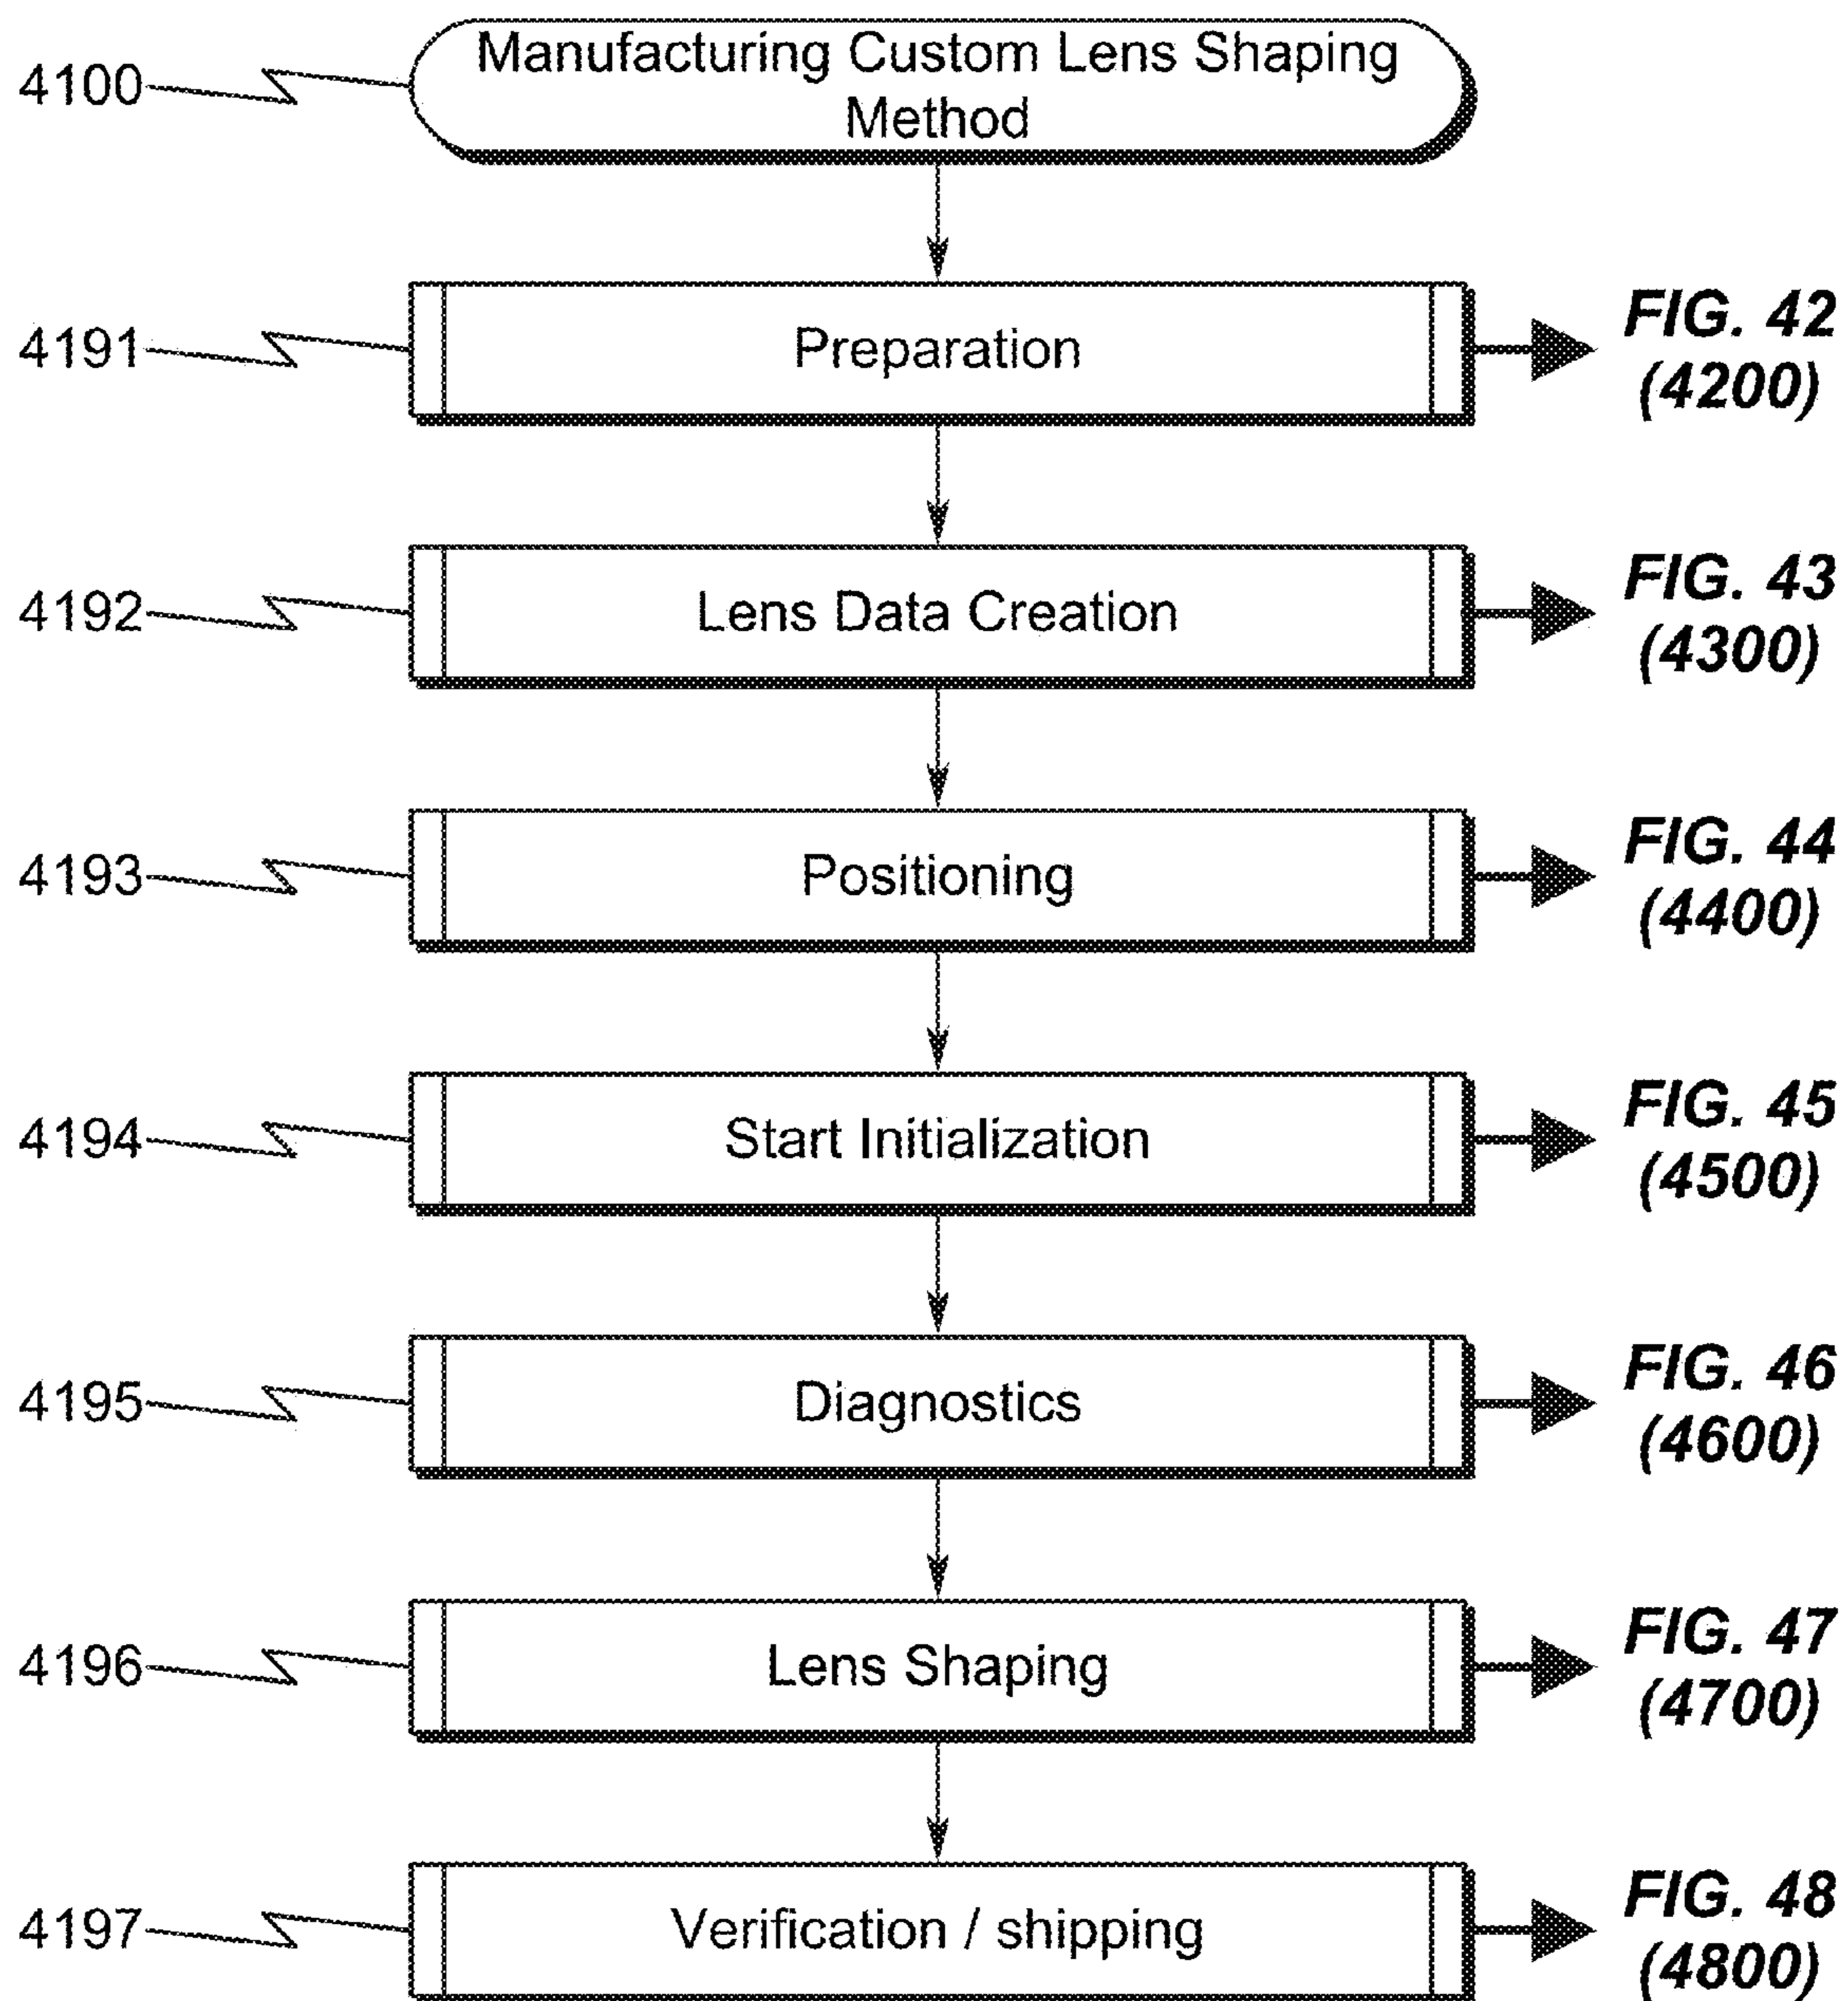 4100
Manufacturing Custom Lens Shaping
Method
4191
Preparation
FIG. 42
(4200)
4192
Lens Data Creation
FIG. 43
(4300)
4193
Positioning
FIG. 44
(4400)
4194
Start Initialization
FIG. 45
(4500)
4195
Diagnostics
FIG. 46
(4600)
4196
Lens Shaping
FIG. 47
(4700)
4197
Verification / shipping
FIG. 48
(4800)